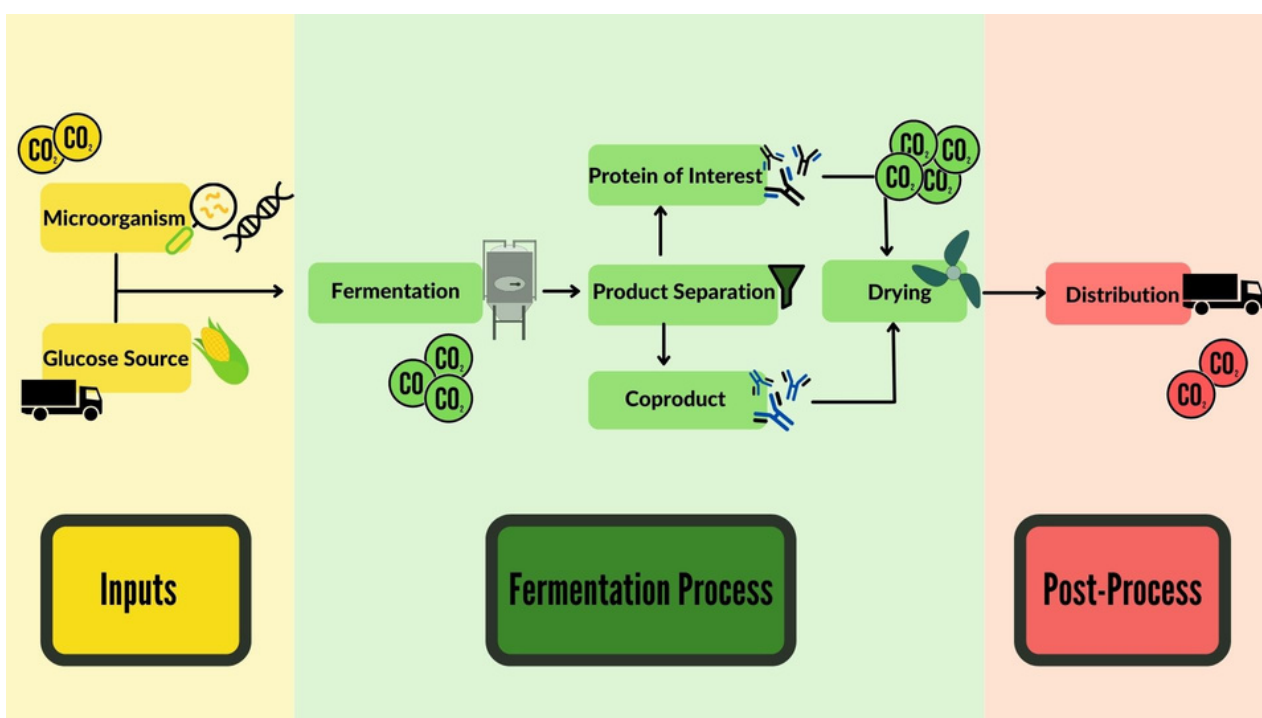 CO₂
CO₂
Microorganism
Glucose Source
Fermentation
CO₂
CO
CO₂
Protein of Interest
Product Separation
Coproduct
CO₂
CO₂
CO₂
CO₂
Drying
Distribution
CO₂
CO₂
Inputs
Fermentation Process
Post-Process